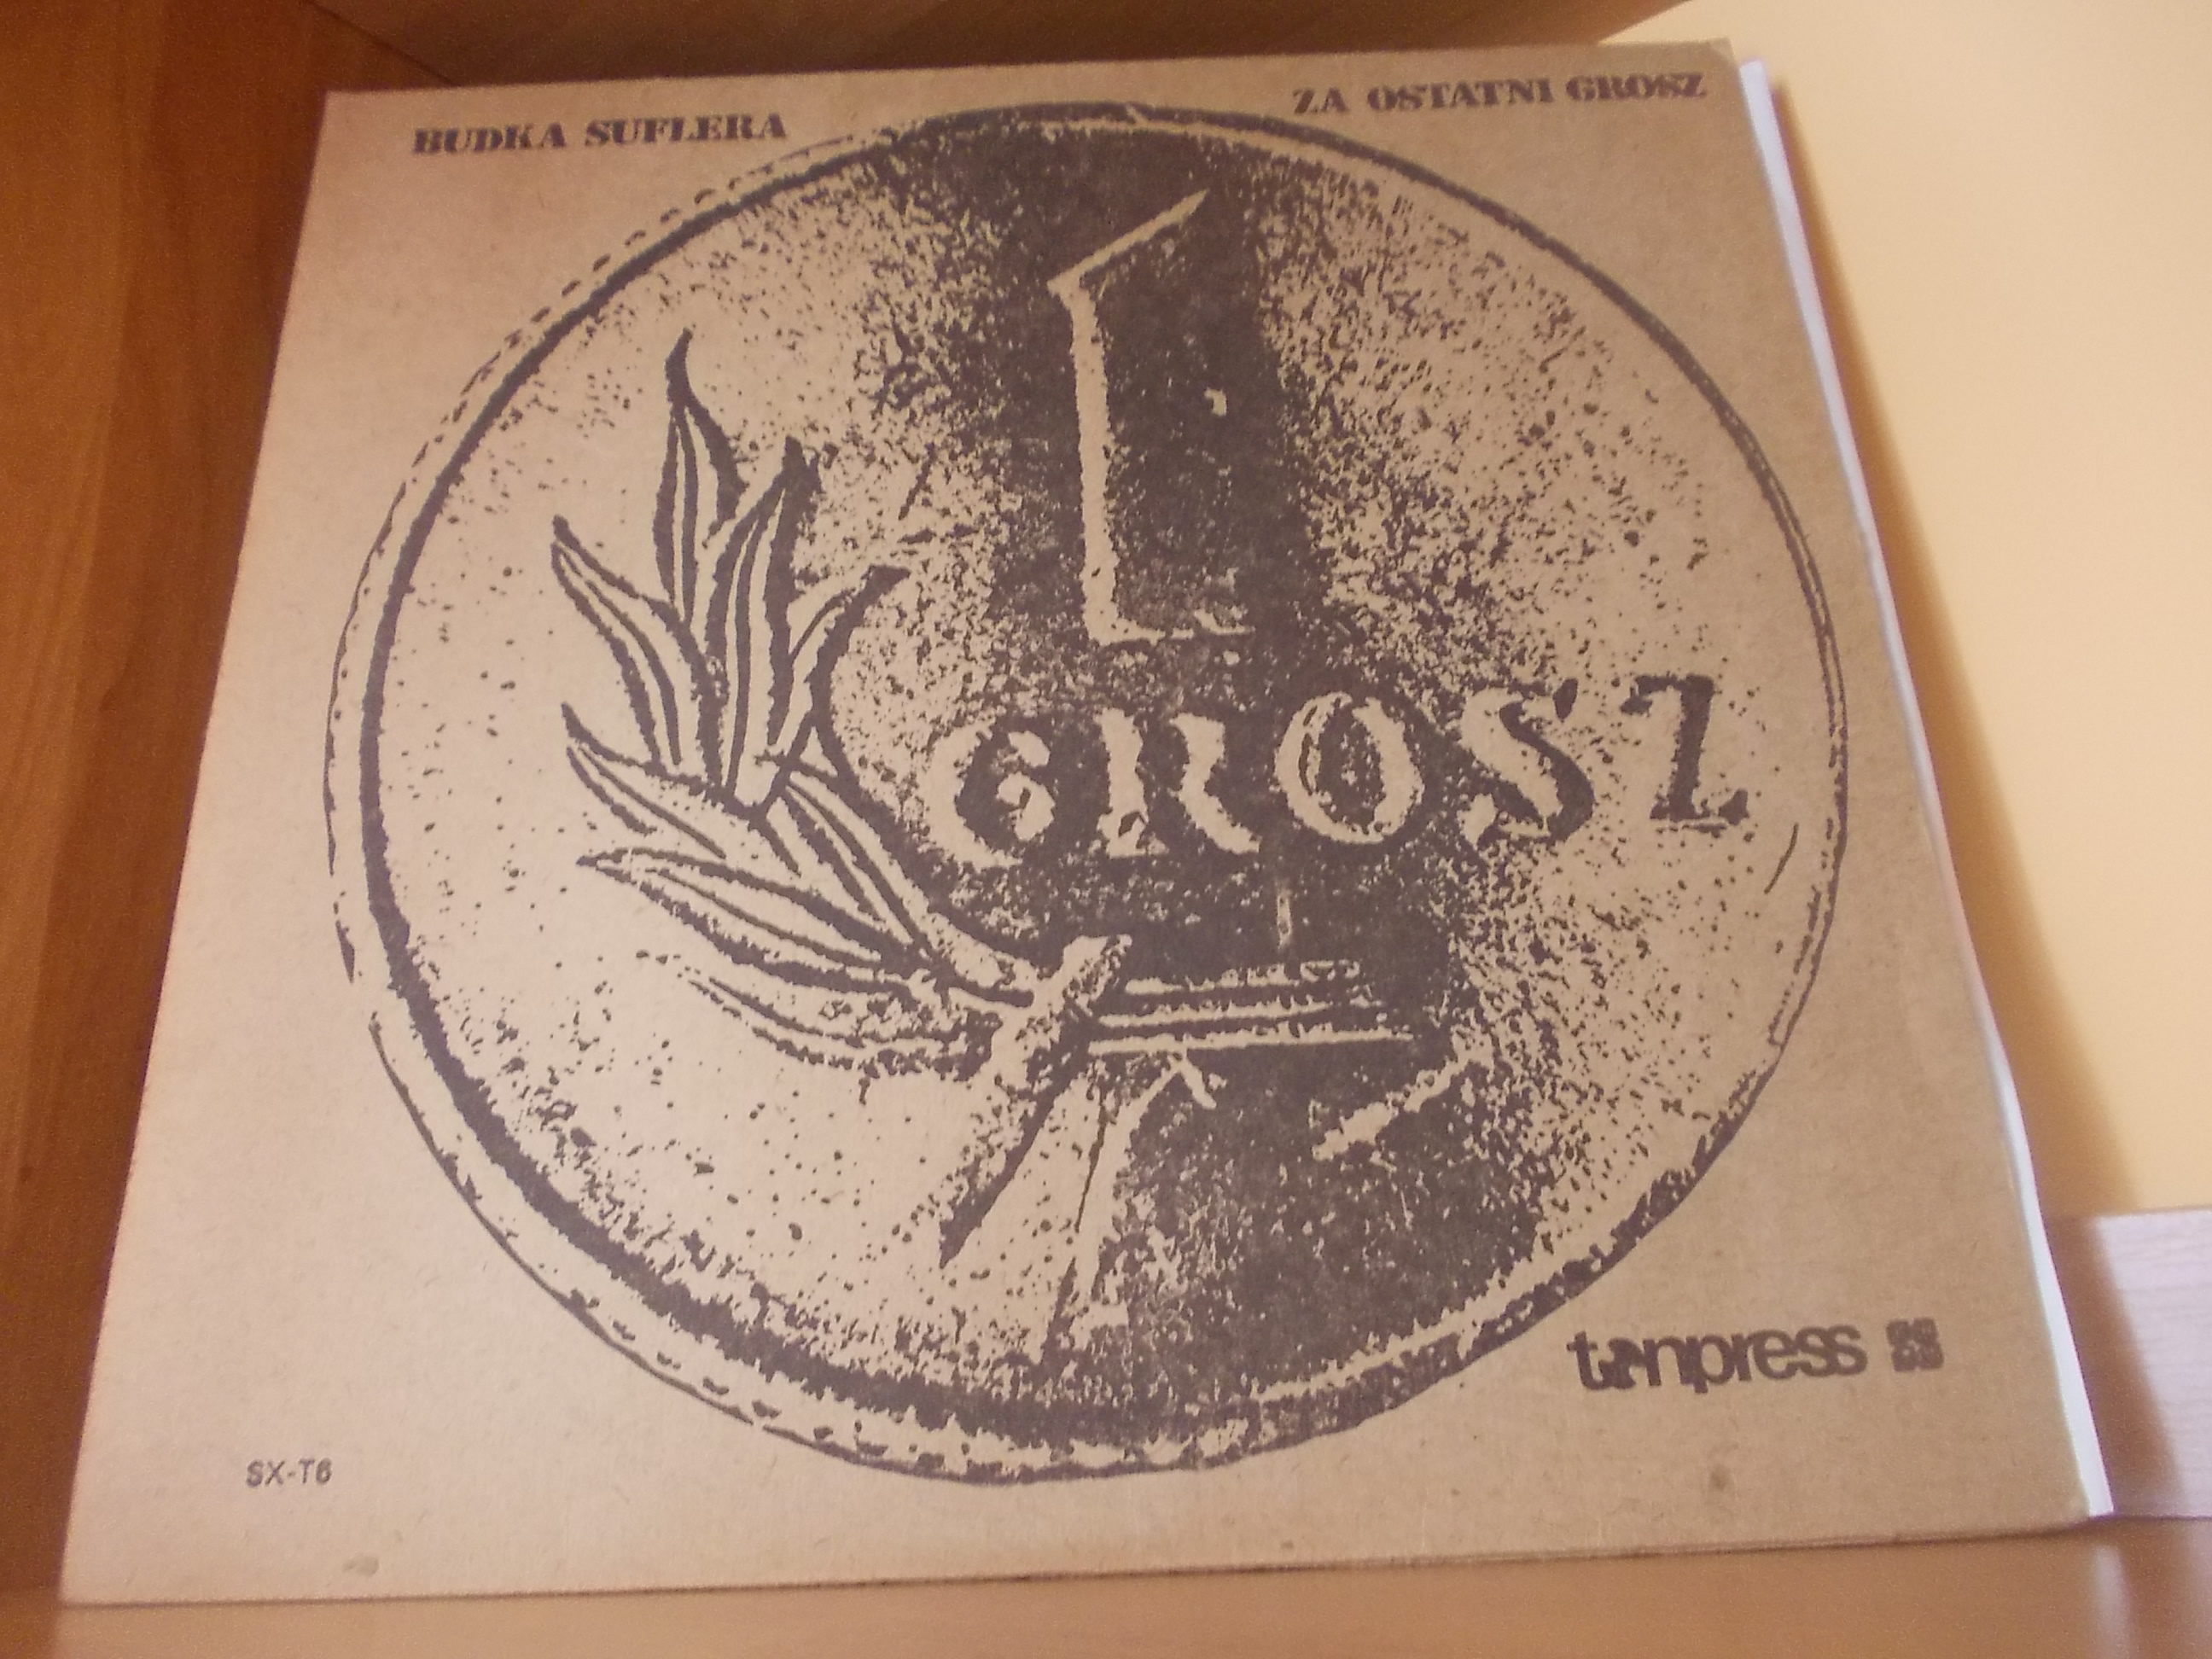 BUDKA SUFLERA
ZA OSTATNI GROSZ
1
GROSZ
tonpress
SX-T6